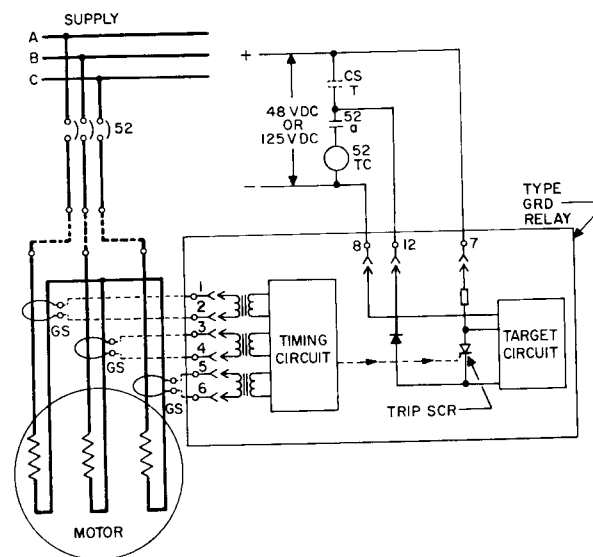 SUPPLY
A
B
C
52
+
48 VDC
OR
125 VDC
−
CS
T
52
a
52
TC
TYPE
GRD
RELAY
8
12
7
1
2
3
4
5
6
GS
GS
GS
TIMING
CIRCUIT
TARGET
CIRCUIT
TRIP SCR
MOTOR